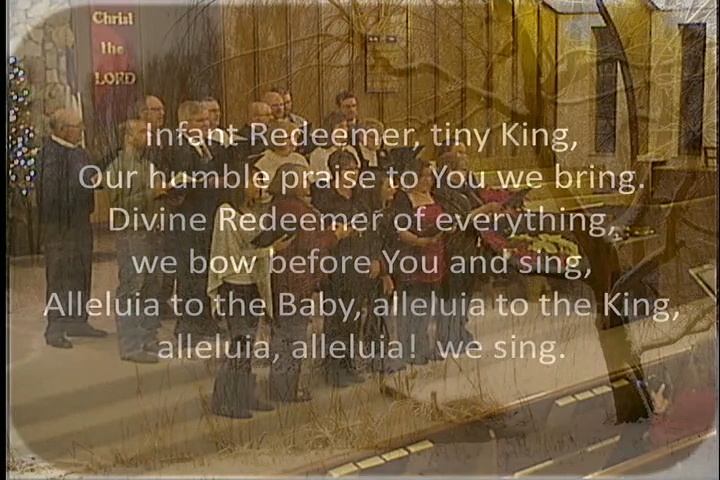 Christ
the
LORD
Infant Redeemer, tiny King,
Our humble praise to You we bring.
Divine Redeemer of everything,
we bow before You and sing,
Alleluia to the Baby, alleluia to the King,
alleluia, alleluia! we sing.